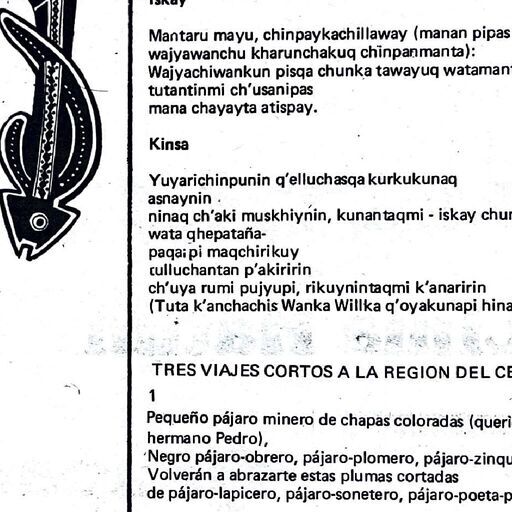 Iskay
Mantaru mayu, chinpaykachillaway (manan pipas
wajyawanchu kharunchakuq chinpanmanta):
Wajyachiwankun pisqa chunka tawayuq watamant
tutantinmi ch'usanipas
mana chayayta atispay.
Kinsa
Yuyarichinpunin q'elluchasqa kurkukunaq
asnaynin
ninaq ch'aki muskhiynin, kunantaqmi - iskay chun
wata qhepataña-
paqaripi maqchirikuy
culluchantan p'akiririn
ch'uya rumi pujyupi, rikuynintaqmi k'anaririn
(Tuta k'anchachis Wanka Willka q'oyakunapi hina
TRES VIAJES CORTOS A LA REGION DEL CE
1
Pequeño pájaro minero de chapas coloradas (queri
hermano Pedro),
Negro pájaro-obrero, pájaro-plomero, pájaro-zinqu
Volverán a abrazarte estas plumas cortadas
de pájaro-lapicero, pájaro-sonetero, pájaro-poeta-p